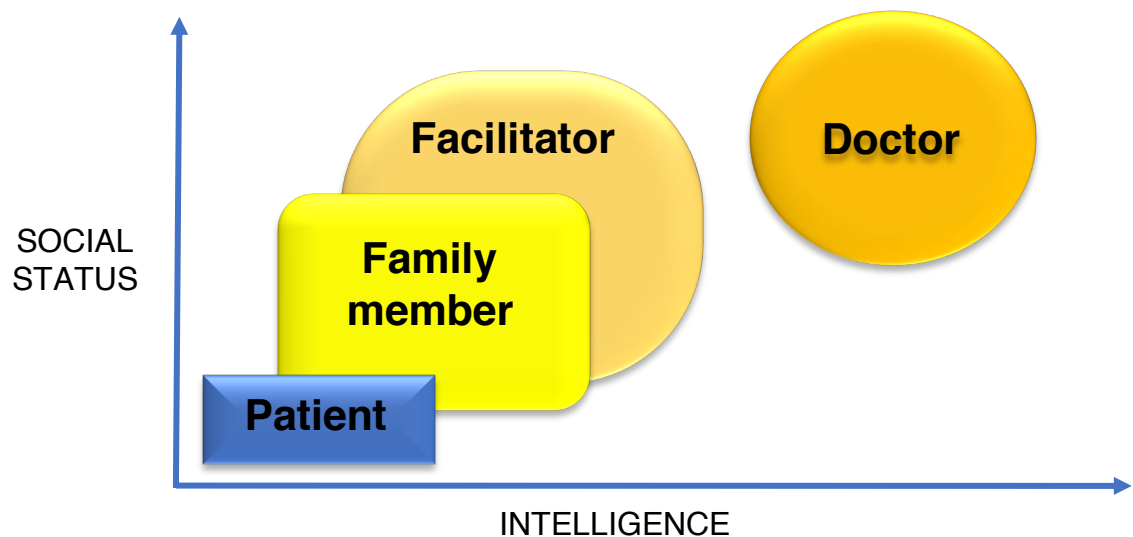 Facilitator
Doctor
SOCIAL
STATUS
Family
member
Patient
INTELLIGENCE